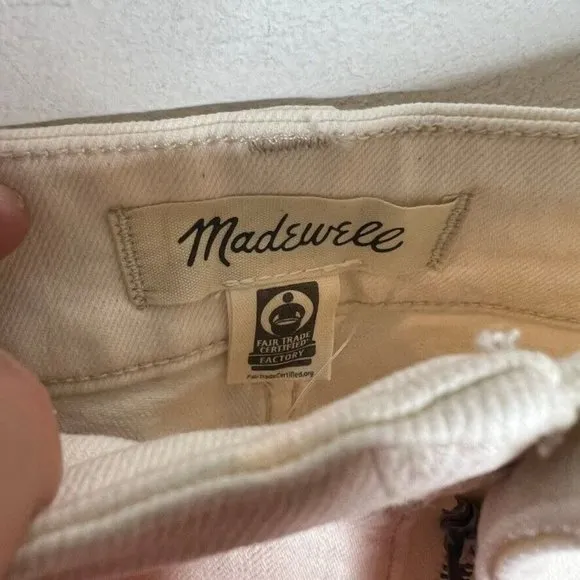 Madewell
FAIR TRADE
CERTIFIED
FACTORY
FairTradeCertified.org